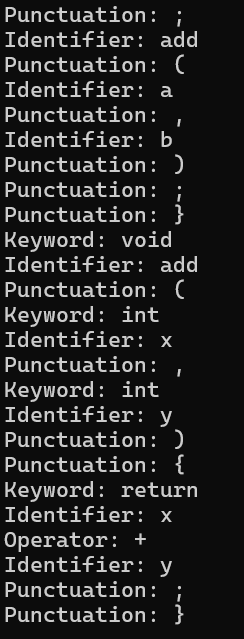 Punctuation: ;
Identifier: add
Punctuation: (
Identifier: a
Punctuation: ,
Identifier: b
Punctuation: )
Punctuation: ;
Punctuation: }
Keyword: void
Identifier: add
Punctuation: (
Keyword: int
Identifier: x
Punctuation: ,
Keyword: int
Identifier: y
Punctuation: )
Punctuation: {
Keyword: return
Identifier: x
Operator: +
Identifier: y
Punctuation: ;
Punctuation: }